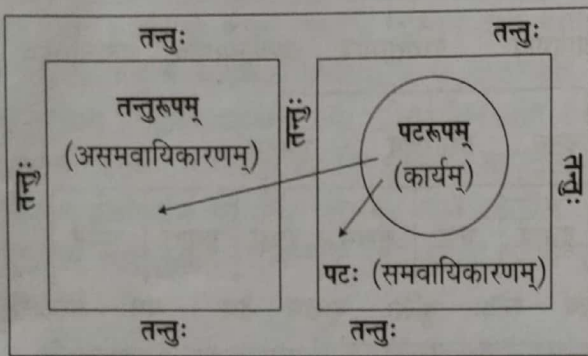 तन्तुः
तन्तुः
तन्तुरूपम्
(असमवायिकारणम्)
तन्तुः
तन्तुः
पटरूपम्
(कार्यम्)
तन्तुः
पटः (समवायिकारणम्)
तन्तुः
तन्तुः